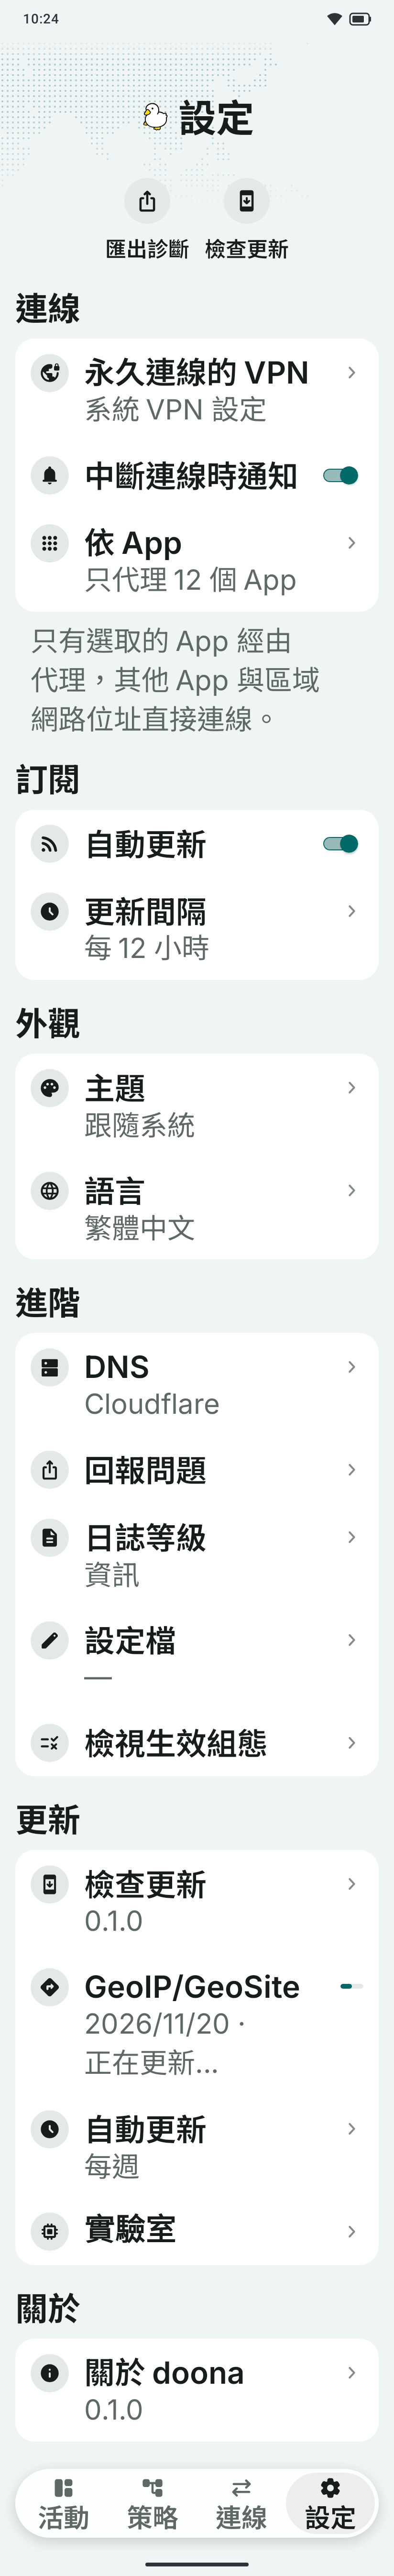 10:24
設定
匯出診斷 檢查更新
連線
永久連線的 VPN
系統 VPN 設定
中斷連線時通知
依 App
只代理 12 個 App
只有選取的 App 經由
代理，其他 App 與區域
網路位址直接連線。
訂閱
自動更新
更新間隔
每 12 小時
外觀
主題
跟隨系統
語言
繁體中文
進階
DNS
Cloudflare
回報問題
日誌等級
資訊
設定檔
—
檢視生效組態
更新
檢查更新
0.1.0
GeoIP/GeoSite
2026/11/20 ·
正在更新…
自動更新
每週
實驗室
關於
關於 doona
0.1.0
活動 策略 連線 設定